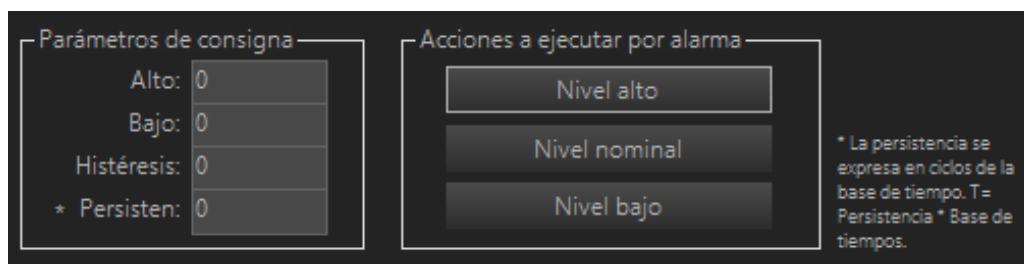 Parámetros de consigna
Alto: 0
Bajo: 0
Histéresis: 0
* Persisten: 0
Acciones a ejecutar por alarma
Nivel alto
Nivel nominal
Nivel bajo
* La persistencia se
expresa en ciclos de la
base de tiempo. T=
Persistencia * Base de
tiempos.